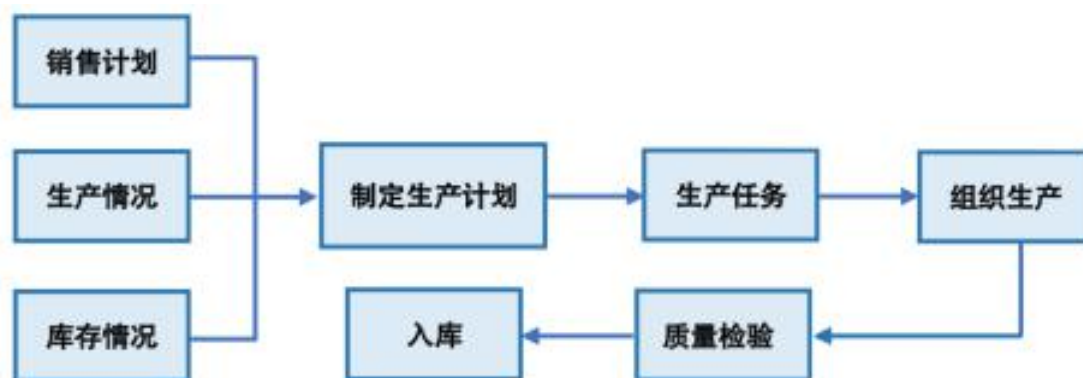 销售计划
生产情况
库存情况
制定生产计划
生产任务
组织生产
质量检验
入库